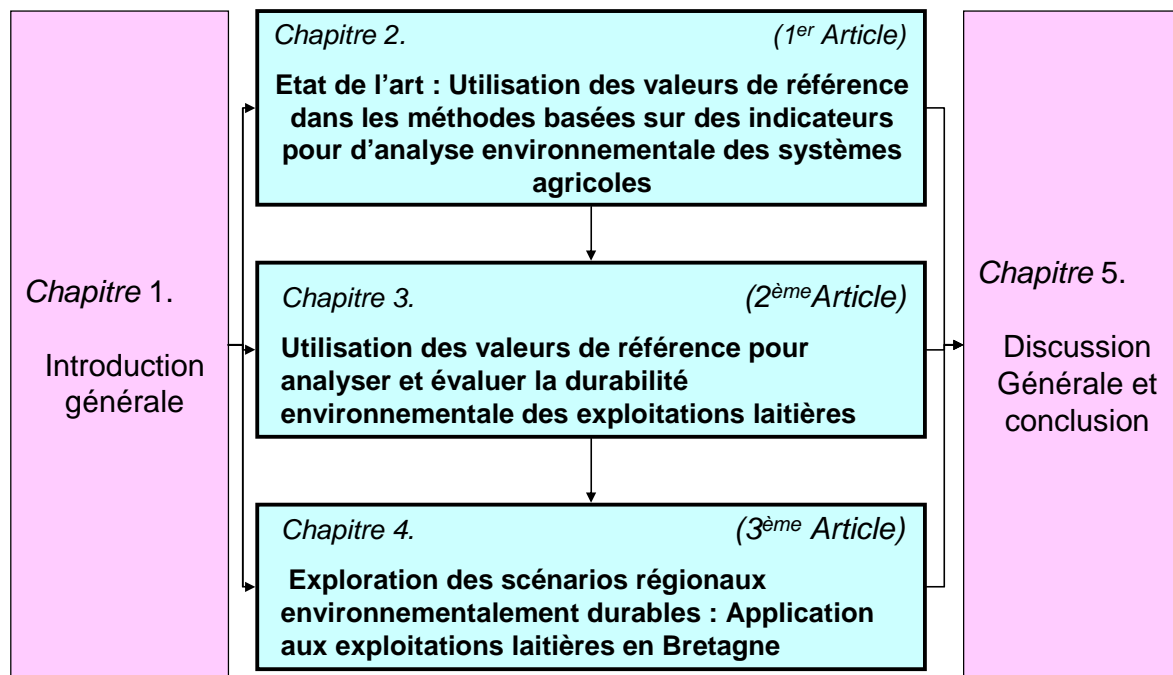 Chapitre 1.
Introduction
générale
Chapitre 2. (1er Article)
Etat de l'art : Utilisation des valeurs de référence
dans les méthodes basées sur des indicateurs
pour d'analyse environnementale des systèmes
agricoles
Chapitre 3. (2ème Article)
Utilisation des valeurs de référence pour
analyser et évaluer la durabilité
environnementale des exploitations laitières
Chapitre 4. (3ème Article)
Exploration des scénarios régionaux
environnementalement durables : Application
aux exploitations laitières en Bretagne
Chapitre 5.
Discussion
Générale et
conclusion